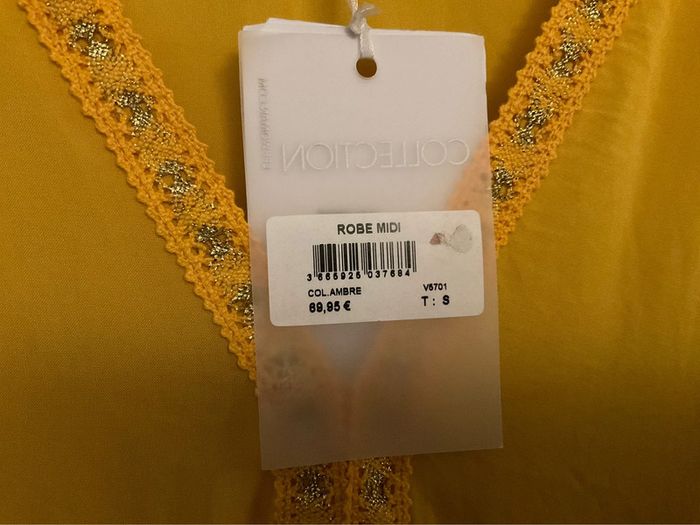 COLLECTION
ROBE MIDI
3 665925 037684
COL.AMBRE
V5701
69,95 €
T : S